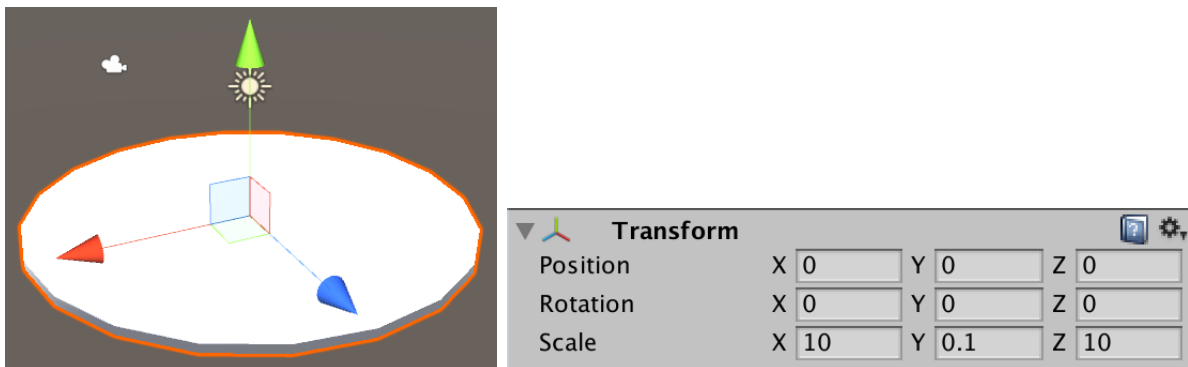 Transform
Position X 0 Y 0 Z 0
Rotation X 0 Y 0 Z 0
Scale X 10 Y 0.1 Z 10